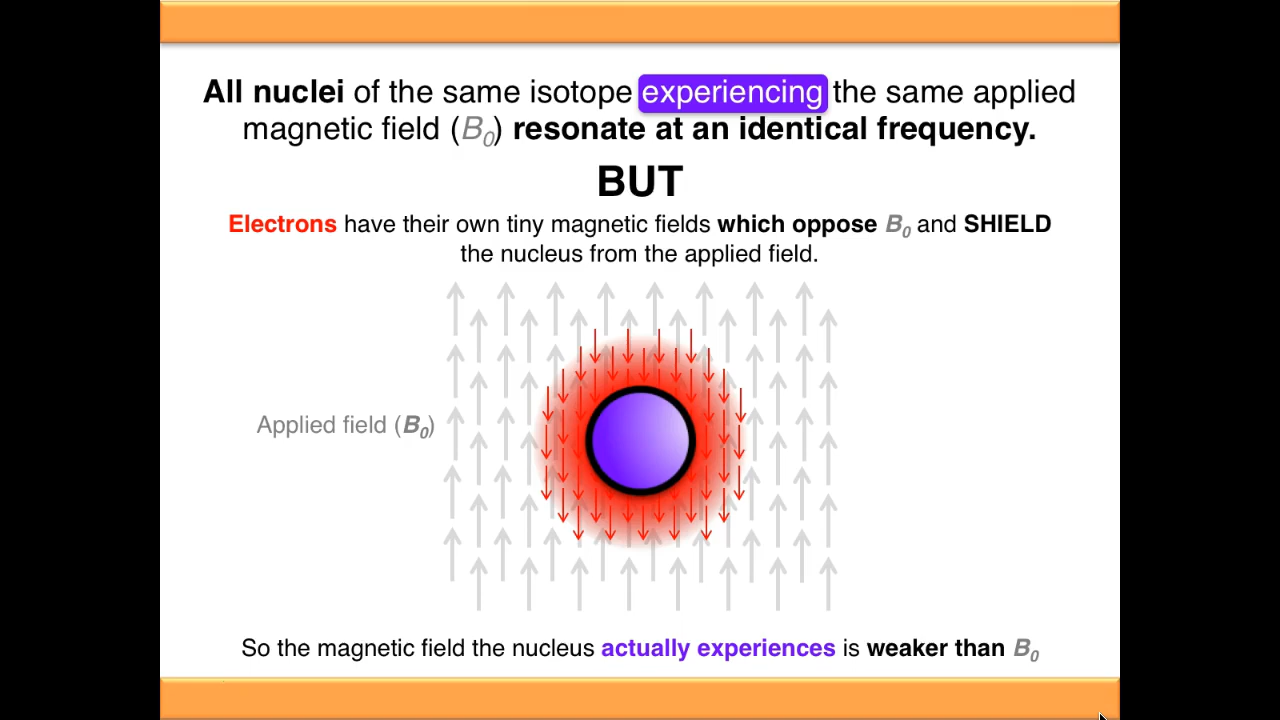 All nuclei of the same isotope experiencing the same applied
magnetic field (B₀) resonate at an identical frequency.
BUT
Electrons have their own tiny magnetic fields which oppose B₀ and SHIELD
the nucleus from the applied field.
Applied field (B₀)
So the magnetic field the nucleus actually experiences is weaker than B₀